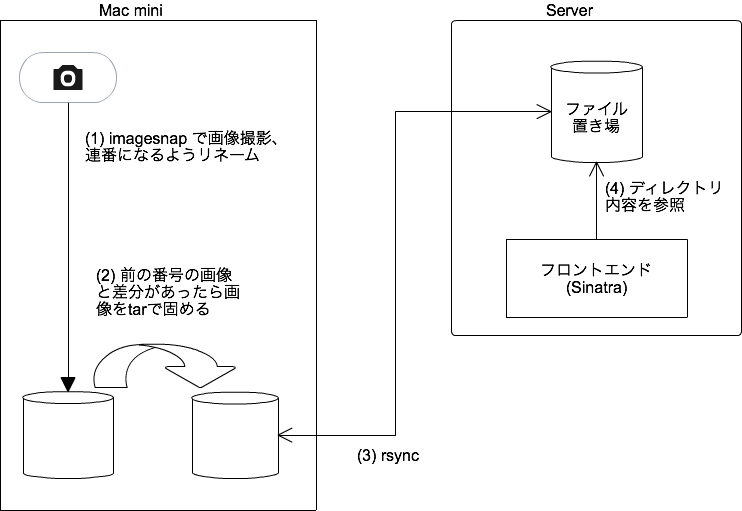 Mac mini
Server
(1) imagesnap で画像撮影、
連番になるようリネーム
(2) 前の番号の画像
と差分があったら画
像をtarで固める
(3) rsync
ファイル
置き場
(4) ディレクトリ
内容を参照
フロントエンド
(Sinatra)